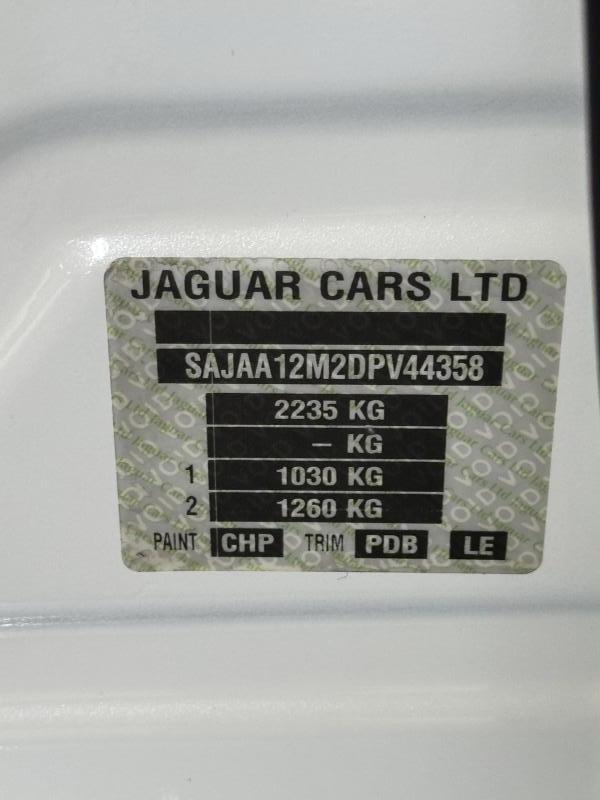 JAGUAR CARS LTD
SAJAA12M2DPV44358
2235 KG
– KG
1 1030 KG
2 1260 KG
PAINT CHP TRIM PDB LE